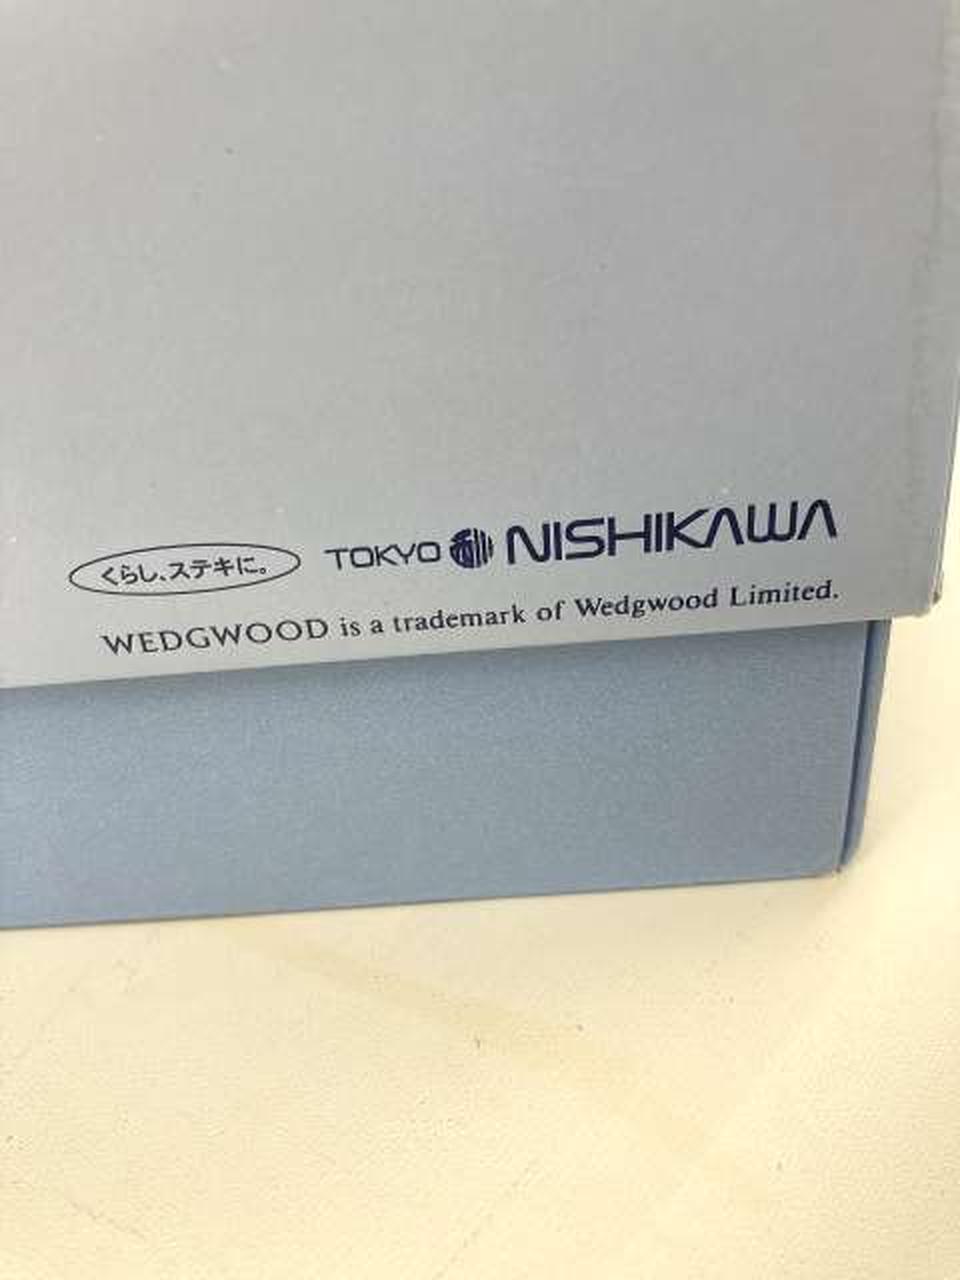 くらし、ステキに。 TOKYO NISHIKAWA
WEDGWOOD is a trademark of Wedgwood Limited.